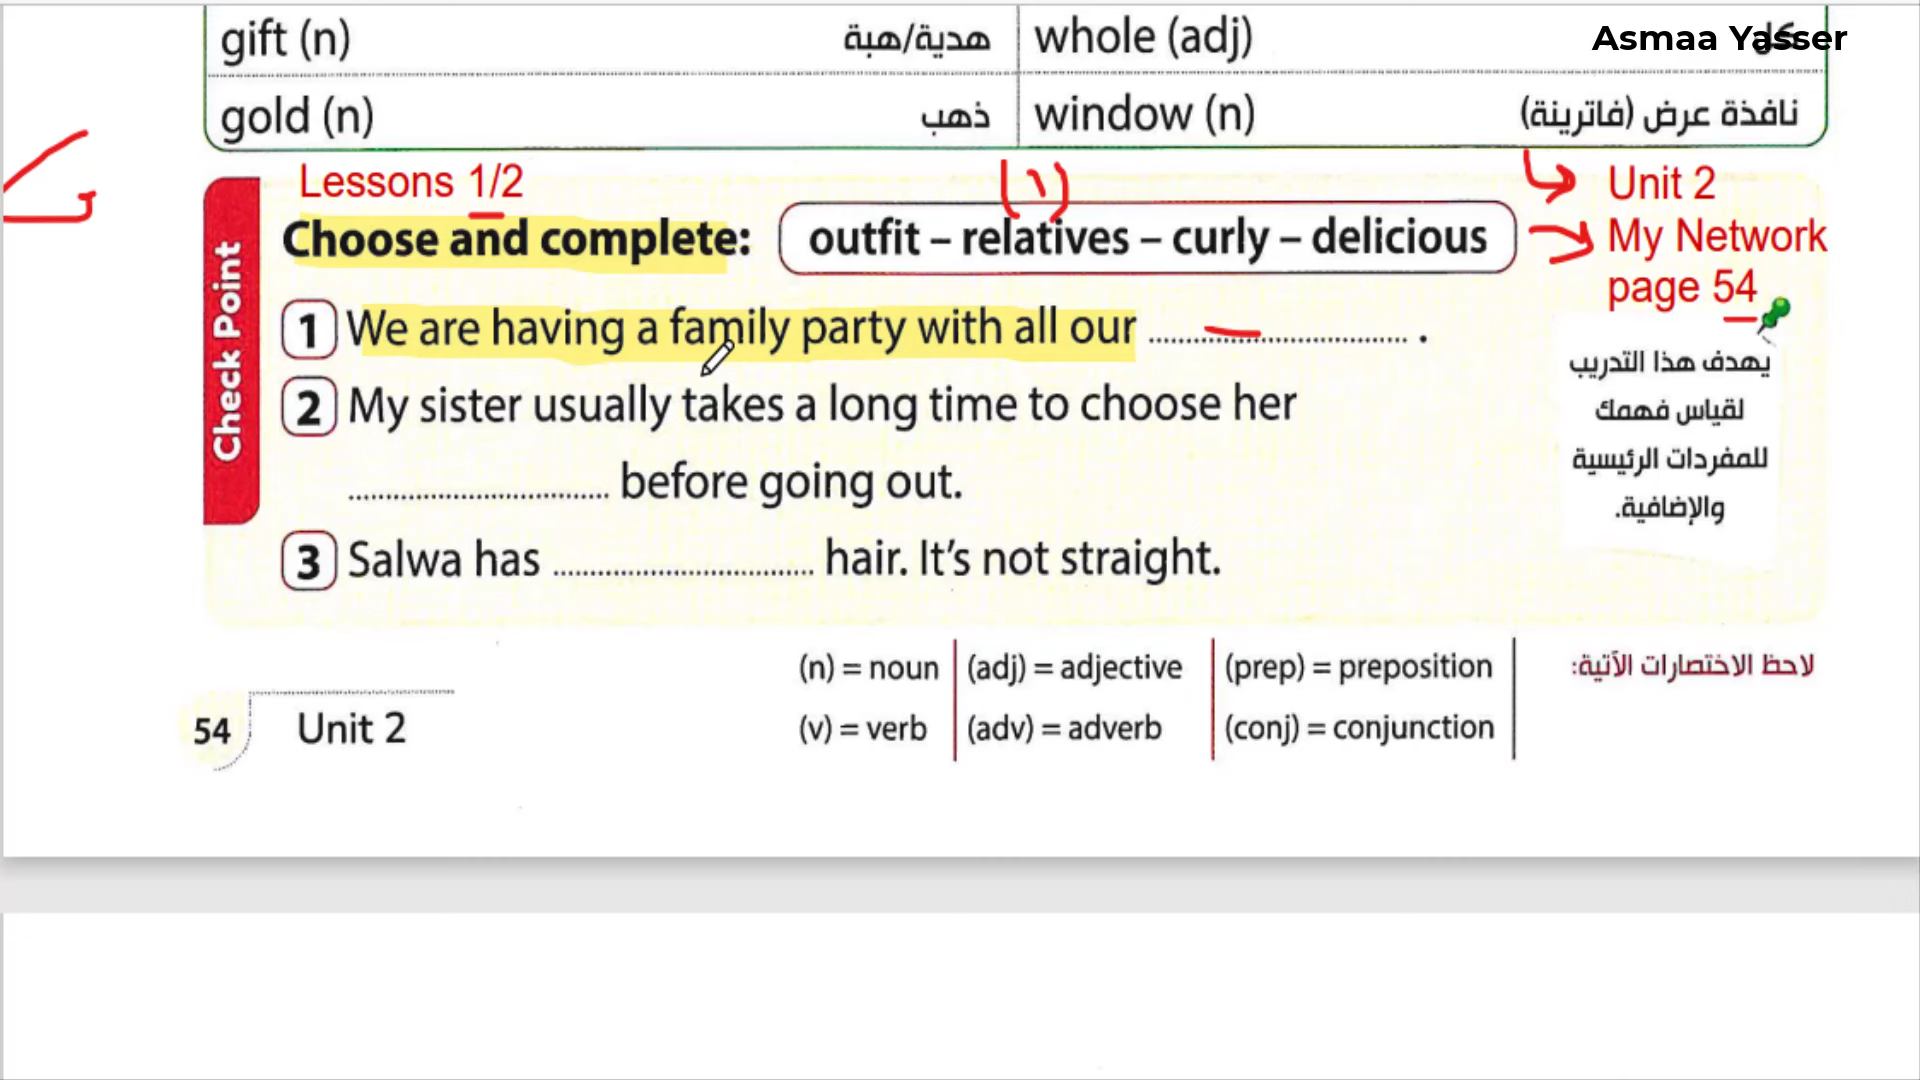 gift (n) هدية/هبة whole (adj) كل
Asmaa Yasser
gold (n) ذهب window (n) نافذة عرض (فاترينة)
Lessons 1/2
(١)
Unit 2
My Network
page 54
Check Point
Choose and complete: outfit – relatives – curly – delicious
1 We are having a family party with all our .................... .
2 My sister usually takes a long time to choose her
.................... before going out.
3 Salwa has .................... hair. It's not straight.
يهدف هذا التدريب
لقياس فهمك
للمفردات الرئيسية
والإضافية.
لاحظ الاختصارات الآتية:
(n) = noun (adj) = adjective (prep) = preposition
(v) = verb (adv) = adverb (conj) = conjunction
54 Unit 2